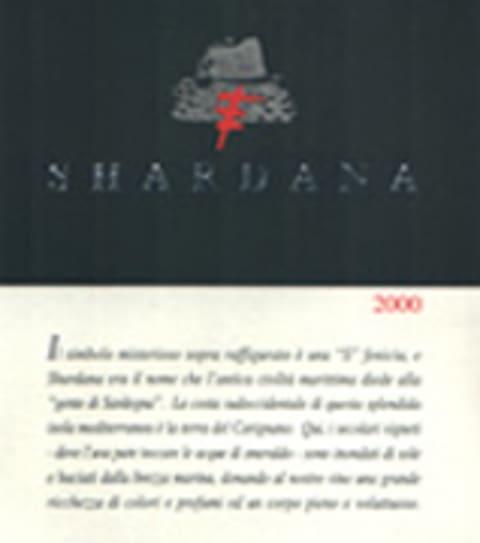 SHARDANA
2000
Il simbolo misterioso sopra raffigurato è una "S" fenicia, e
Shardana era il nome che l'antica civiltà marittima diede alla
"gente di Sardegna". La costa sudoccidentale di questa splendida
isola mediterranea è la terra del Carignano. Qui, i secolari vigneti
- dove l'uva pare toccare le acque di smeraldo - sono inondati di sole
e baciati dalla brezza marina, donando al nostro vino una grande
ricchezza di colori e profumi ed un corpo pieno e voluttuoso.